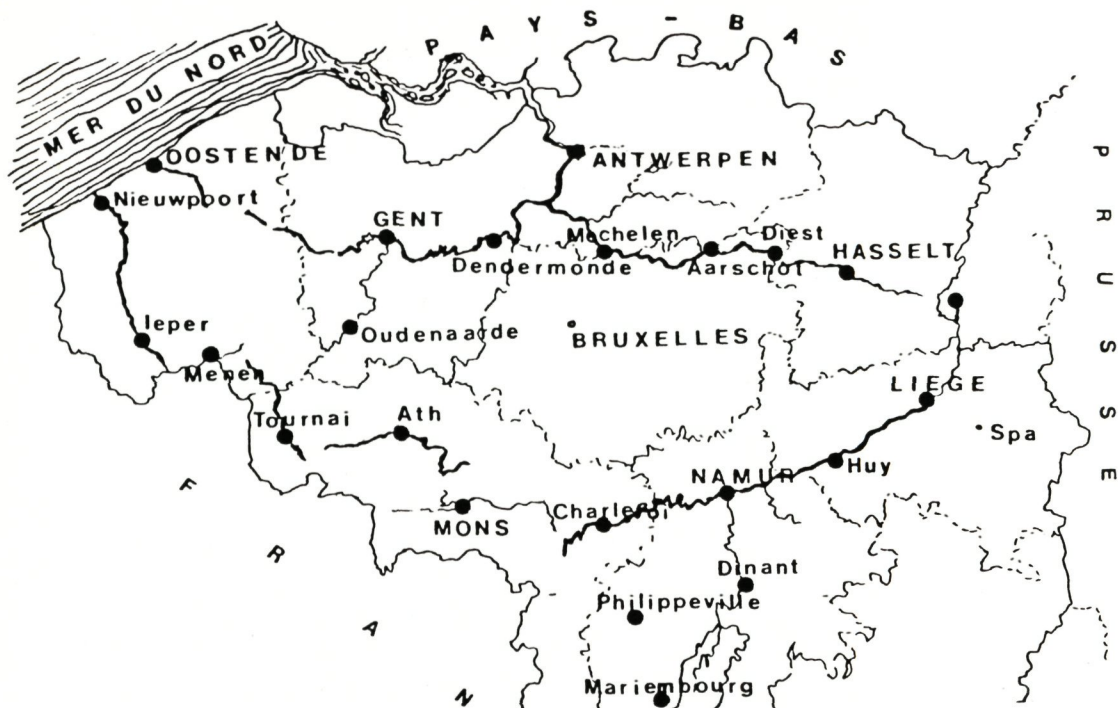 PAYS-BAS
MER DU NORD
OOSTENDE
ANTWERPEN
Nieuwpoort
GENT
Mechelen
Diest
HASSELT
Dendermonde
Aarschot
Ieper
Oudenaarde
BRUXELLES
Menen
LIEGE
Tournai
Ath
Spa
NAMUR
Huy
MONS
Charleroi
Dinant
Philippeville
Mariembourg
PRUSSE
FRAN